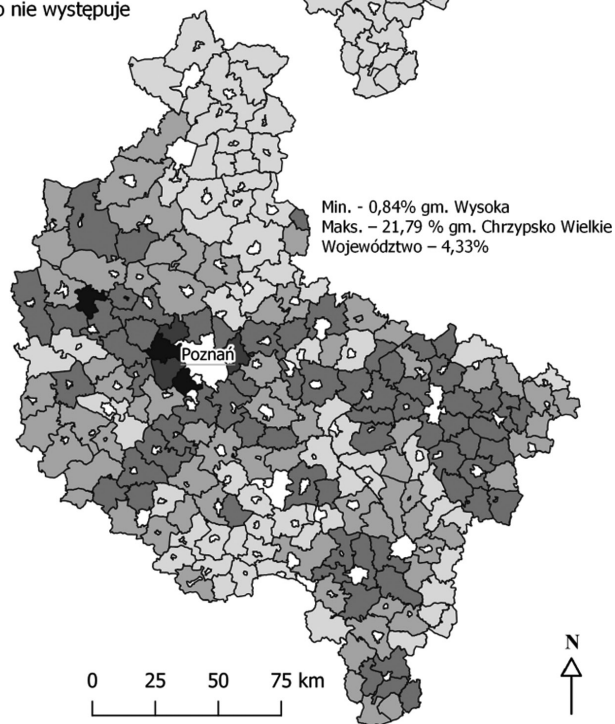 o nie występuje
Min. - 0,84% gm. Wysoka
Maks. – 21,79 % gm. Chrzypsko Wielkie
Województwo – 4,33%
Poznań
N
0 25 50 75 km